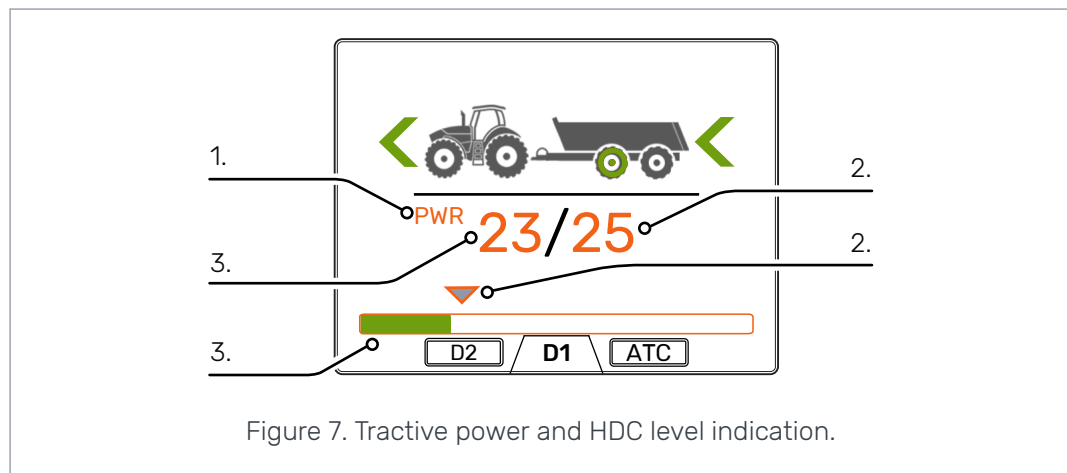 1.
PWR
23/25
2.
3.
2.
3.
D2
D1
ATC
Figure 7. Tractive power and HDC level indication.